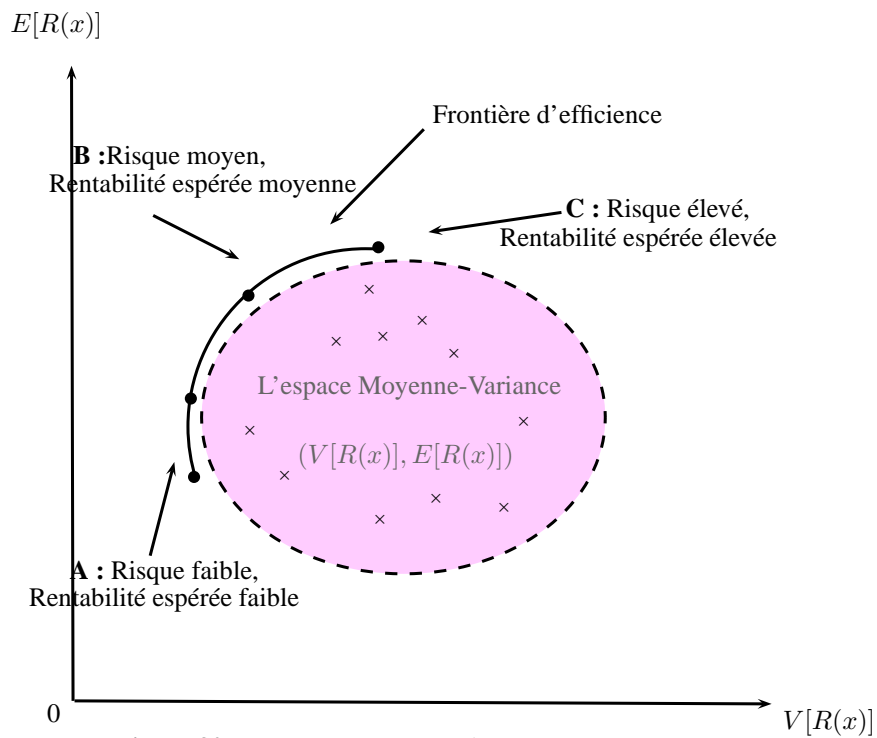 E[R(x)]
Frontière d'efficience
B :Risque moyen,
Rentabilité espérée moyenne
C : Risque élevé,
Rentabilité espérée élevée
L'espace Moyenne-Variance
(V[R(x)], E[R(x)])
A : Risque faible,
Rentabilité espérée faible
0
V[R(x)]